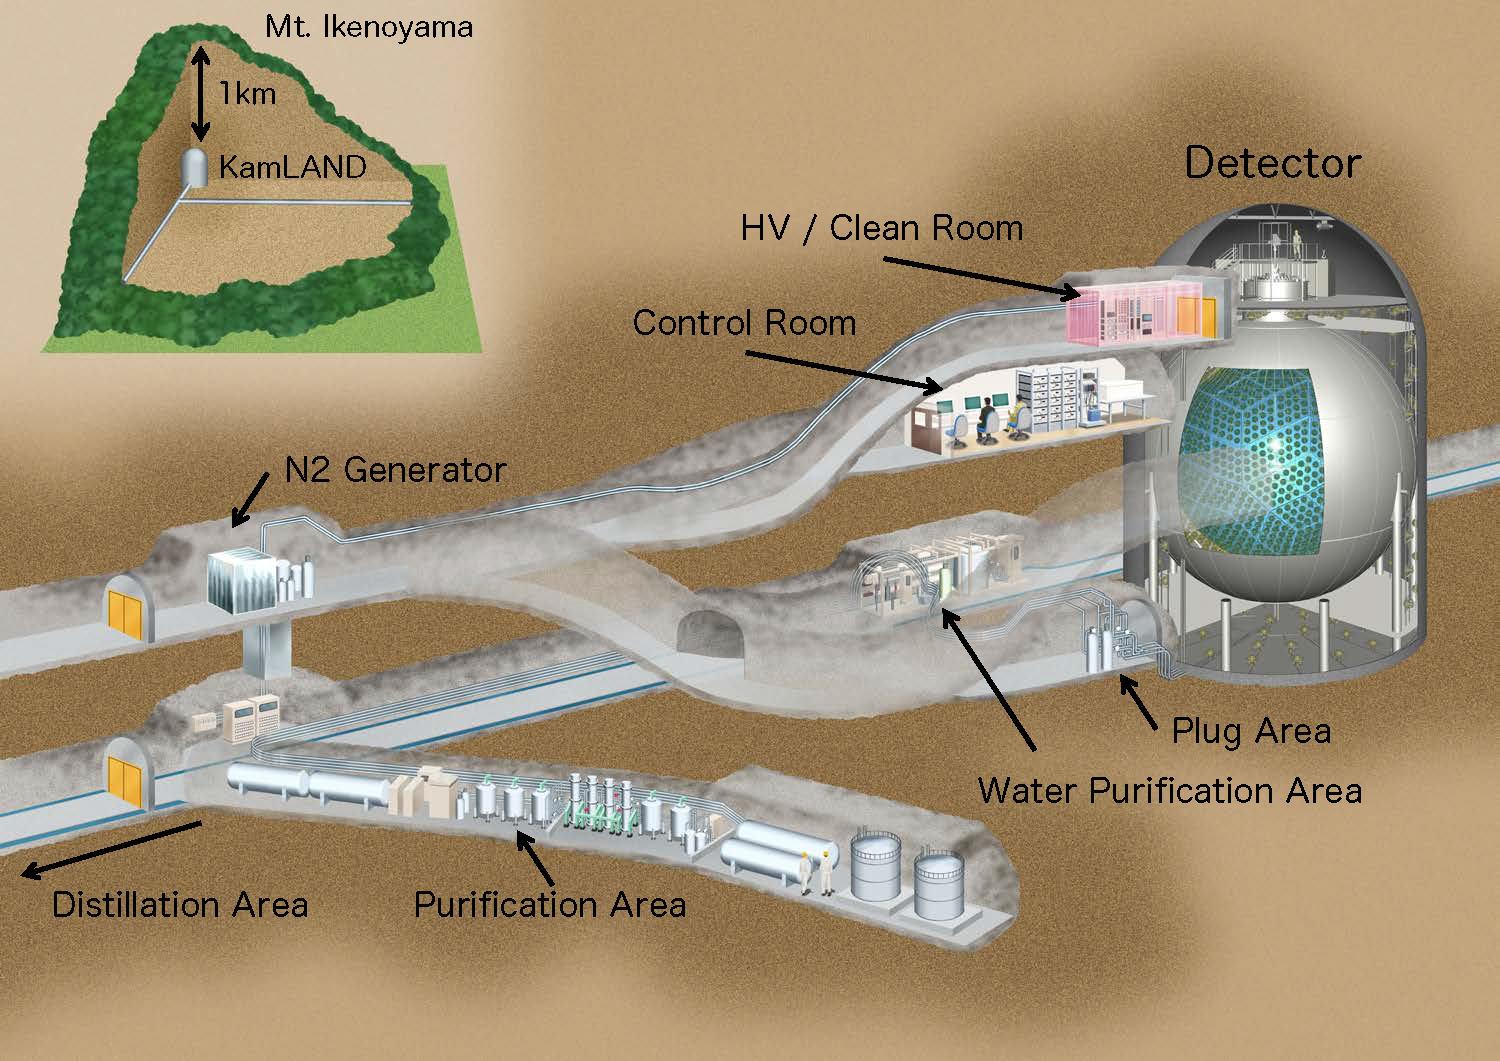 Mt. Ikenoyama
1km
KamLAND
Detector
HV / Clean Room
Control Room
N2 Generator
Plug Area
Water Purification Area
Distillation Area
Purification Area